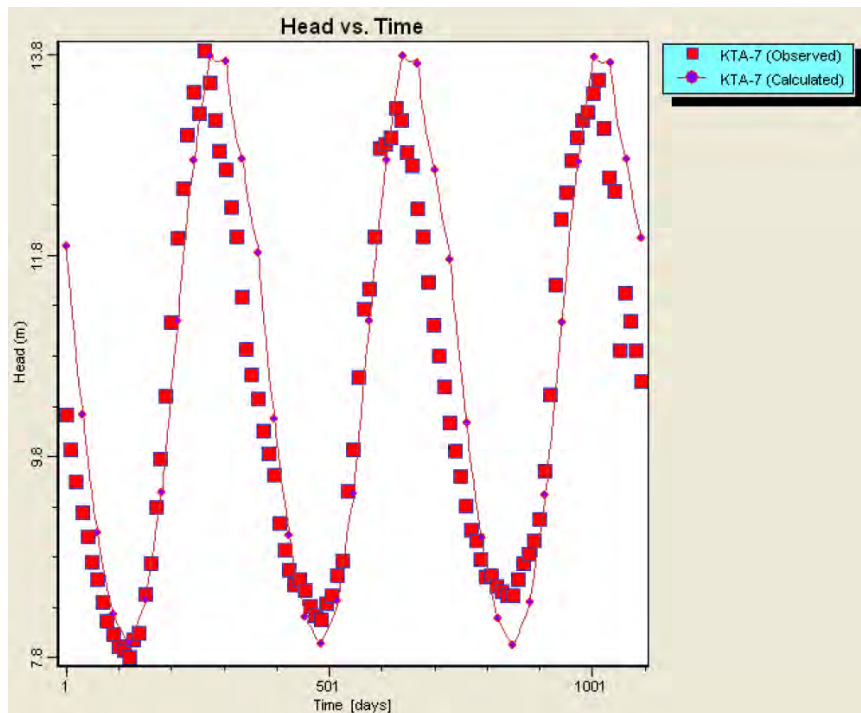 Head vs. Time
KTA-7 (Observed)
KTA-7 (Calculated)
13.8
11.8
9.8
7.8
Head (m)
1
501
1001
Time [days]